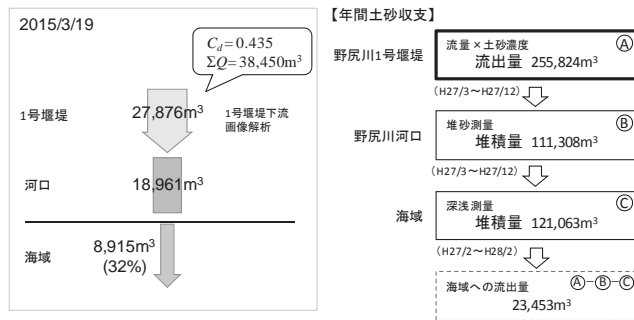 2015/3/19
C_d=0.435
ΣQ=38,450m³
1号堰堤
27,876m³
1号堰堤下流
画像解析
河口
18,961m³
海域
8,915m³
(32%)
【年間土砂収支】
野尻川1号堰堤
流量×土砂濃度 Ⓐ
流出量 255,824m³
(H27/3～H27/12)
野尻川河口
堆砂測量 Ⓑ
堆積量 111,308m³
(H27/3～H27/12)
海域
深浅測量 Ⓒ
堆積量 121,063m³
(H27/2～H28/2)
海域への流出量 Ⓐ-Ⓑ-Ⓒ
23,453m³